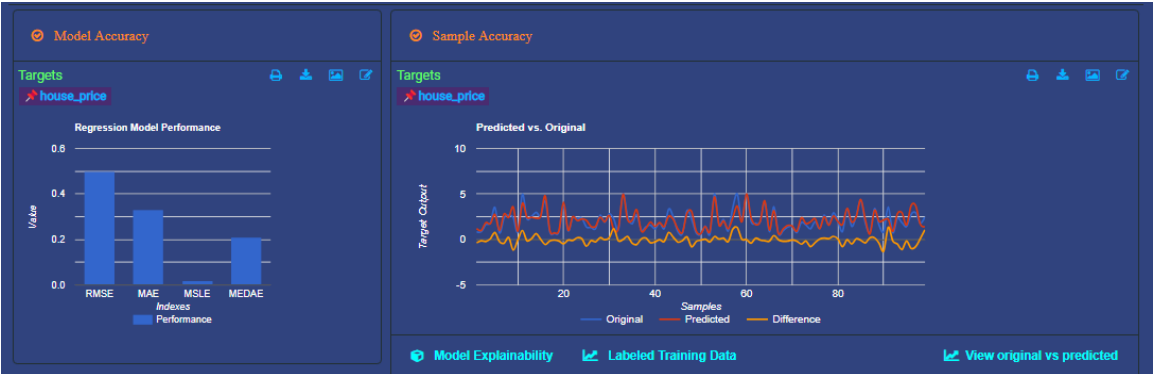 Model Accuracy
Targets
house_price
Regression Model Performance
0.6
0.4
0.2
0.0
Value
RMSE MAE MSLE MEDAE
Indexes
Performance
Sample Accuracy
Targets
house_price
Predicted vs. Original
10
5
0
-5
Target Output
20 40 60 80
Samples
Original Predicted Difference
Model Explainability Labeled Training Data View original vs predicted